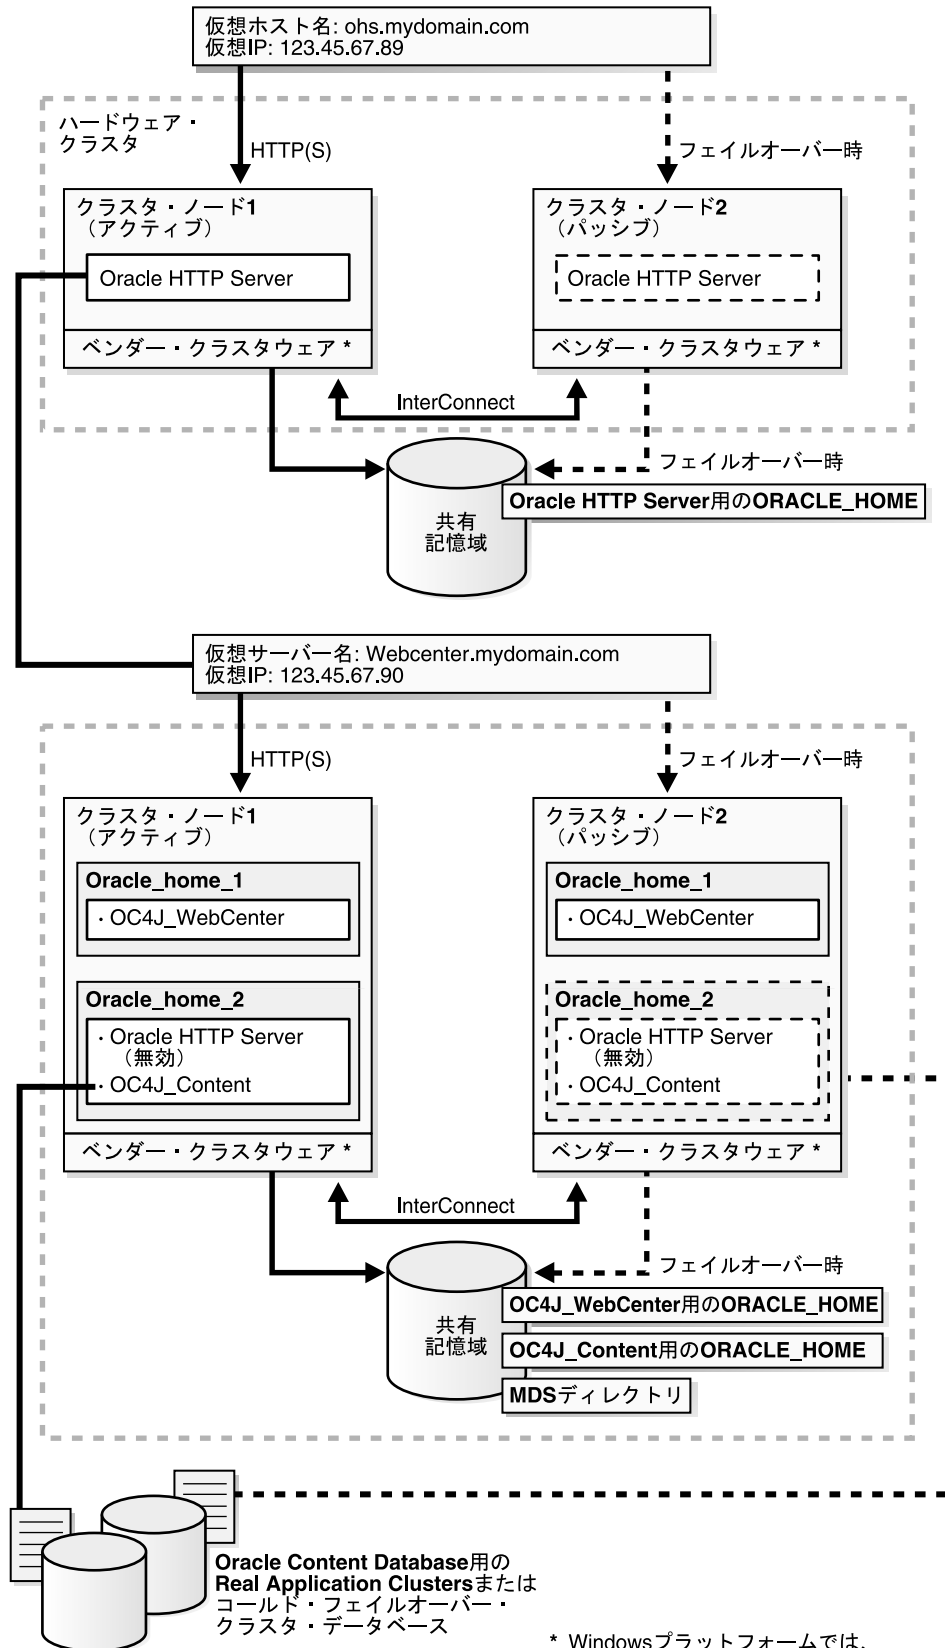 仮想ホスト名: ohs.mydomain.com
仮想IP: 123.45.67.89
ハードウェア・
クラスタ
HTTP(S)
フェイルオーバー時
クラスタ・ノード1
（アクティブ）
Oracle HTTP Server
ベンダー・クラスタウェア *
クラスタ・ノード2
（パッシブ）
Oracle HTTP Server
ベンダー・クラスタウェア *
InterConnect
フェイルオーバー時
共有
記憶域
Oracle HTTP Server用のORACLE_HOME
仮想サーバー名: Webcenter.mydomain.com
仮想IP: 123.45.67.90
HTTP(S)
フェイルオーバー時
クラスタ・ノード1
（アクティブ）
Oracle_home_1
・OC4J_WebCenter
Oracle_home_2
・Oracle HTTP Server
（無効）
・OC4J_Content
ベンダー・クラスタウェア *
クラスタ・ノード2
（パッシブ）
Oracle_home_1
・OC4J_WebCenter
Oracle_home_2
・Oracle HTTP Server
（無効）
・OC4J_Content
ベンダー・クラスタウェア *
InterConnect
フェイルオーバー時
共有
記憶域
OC4J_WebCenter用のORACLE_HOME
OC4J_Content用のORACLE_HOME
MDSディレクトリ
Oracle Content Database用の
Real Application Clustersまたは
コールド・フェイルオーバー・
クラスタ・データベース
* Windowsプラットフォームでは、